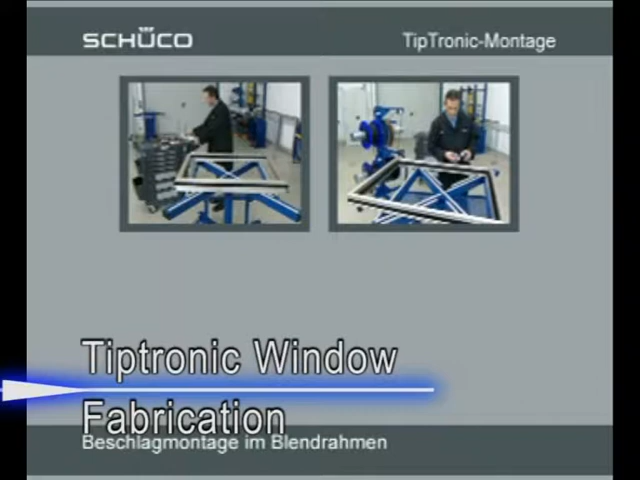 SCHÜCO
TipTronic-Montage
Tiptronic Window
Fabrication
Beschlagmontage im Blendrahmen